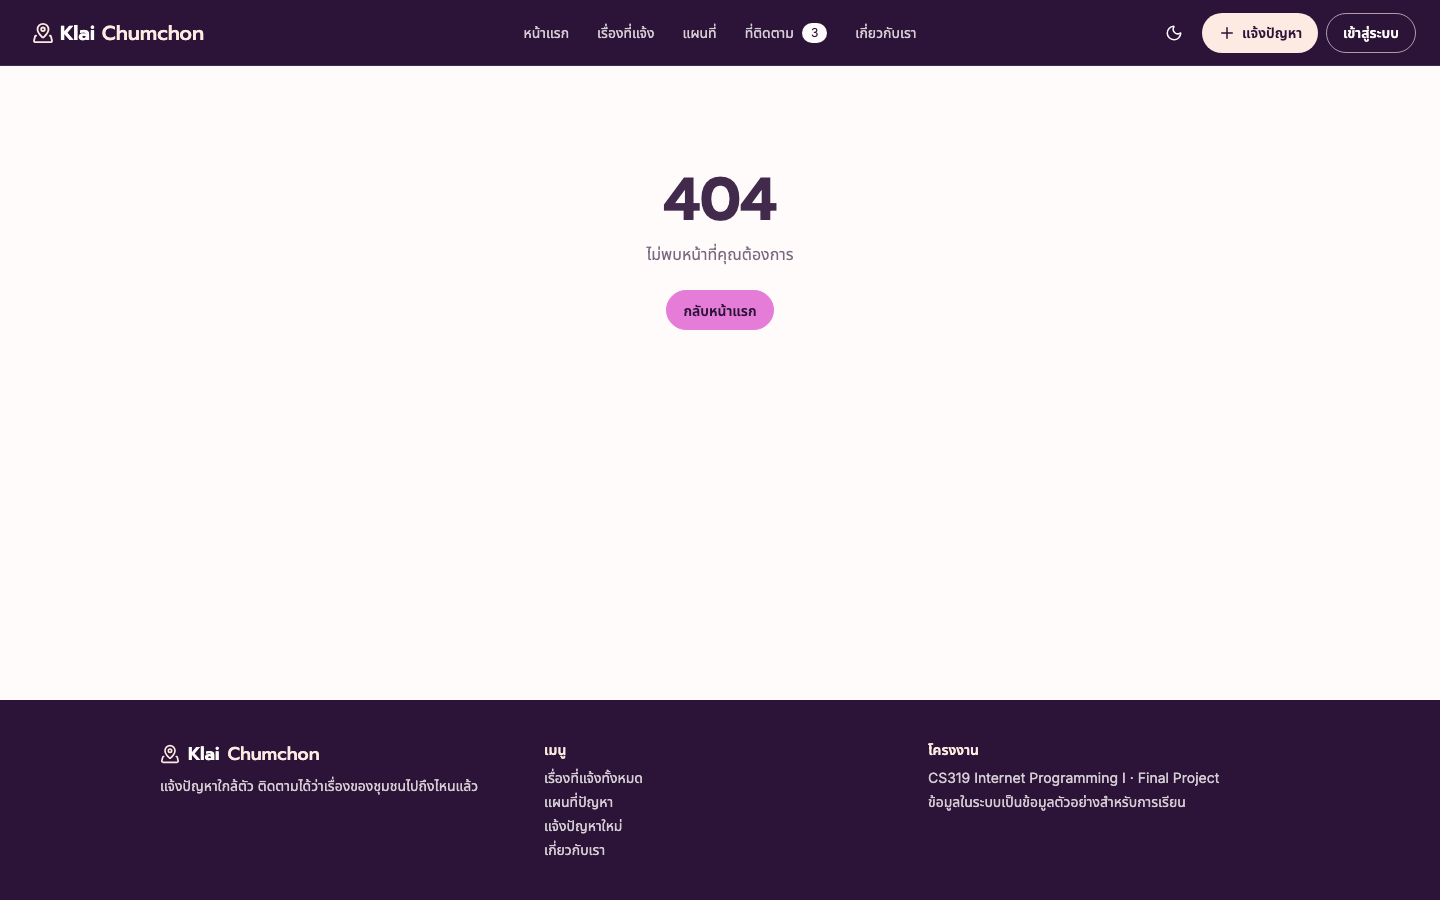 Klai Chumchon
หน้าแรก
เรื่องที่แจ้ง
แผนที่
ที่ติดตาม 3
เกี่ยวกับเรา
แจ้งปัญหา
เข้าสู่ระบบ
404
ไม่พบหน้าที่คุณต้องการ
กลับหน้าแรก
Klai Chumchon
แจ้งปัญหาใกล้ตัว ติดตามได้ว่าเรื่องของชุมชนไปถึงไหนแล้ว
เมนู
เรื่องที่แจ้งทั้งหมด
แผนที่ปัญหา
แจ้งปัญหาใหม่
เกี่ยวกับเรา
โครงงาน
CS319 Internet Programming I · Final Project
ข้อมูลในระบบเป็นข้อมูลตัวอย่างสำหรับการเรียน